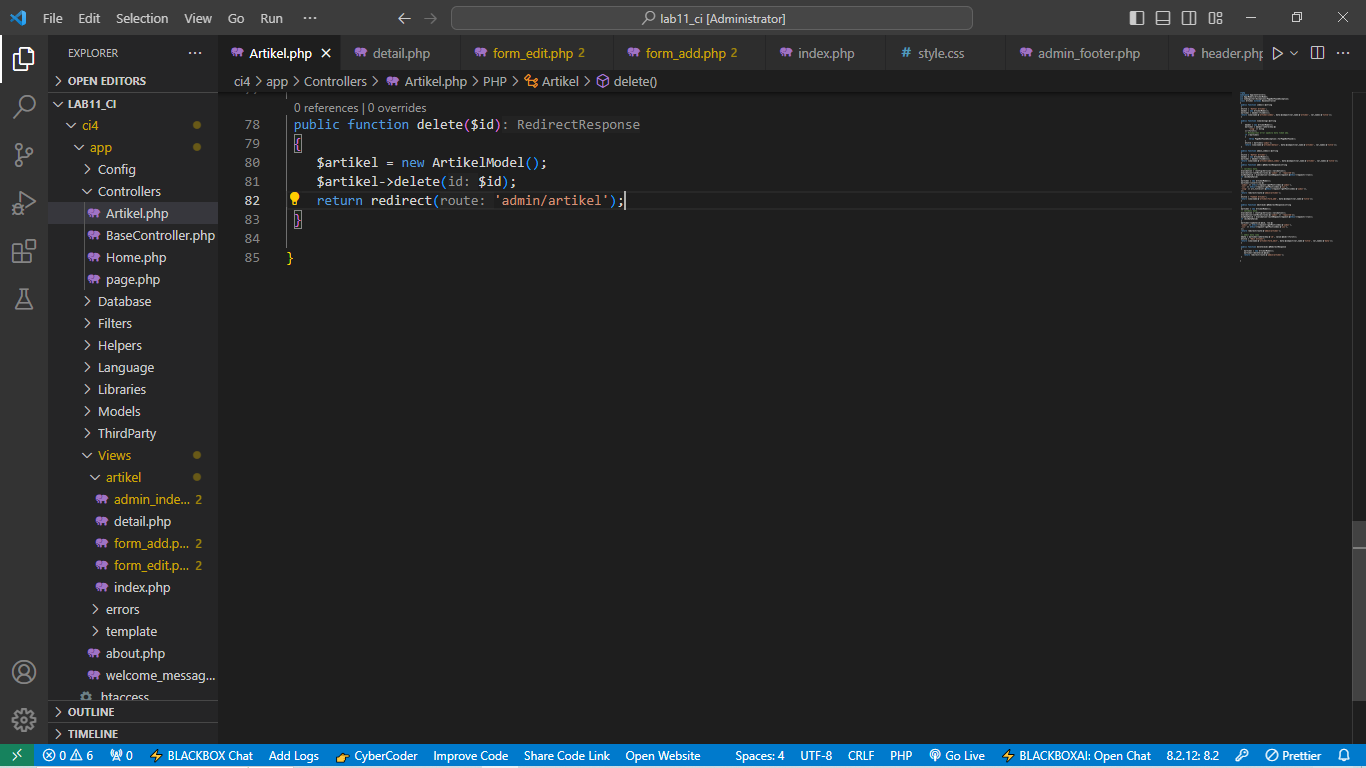 File Edit Selection View Go Run ··· lab11_ci [Administrator]
EXPLORER ···
OPEN EDITORS
LAB11_CI
ci4
app
Config
Controllers
Artikel.php
BaseController.php
Home.php
page.php
Database
Filters
Helpers
Language
Libraries
Models
ThirdParty
Views
artikel
admin_inde... 2
detail.php
form_add.p... 2
form_edit.p... 2
index.php
errors
template
about.php
welcome_messag...
.htaccess
OUTLINE
TIMELINE
Artikel.php detail.php form_edit.php 2 form_add.php 2 index.php # style.css admin_footer.php header.php ···
ci4 > app > Controllers > Artikel.php > PHP > Artikel > delete()
0 references | 0 overrides
78 public function delete($id): RedirectResponse
79 {
80 $artikel = new ArtikelModel();
81 $artikel->delete(id: $id);
82 return redirect(route: 'admin/artikel');
83 }
84
85 }
0 6 0 BLACKBOX Chat Add Logs CyberCoder Improve Code Share Code Link Open Website Spaces: 4 UTF-8 CRLF PHP Go Live BLACKBOXAI: Open Chat 8.2.12: 8.2 Prettier